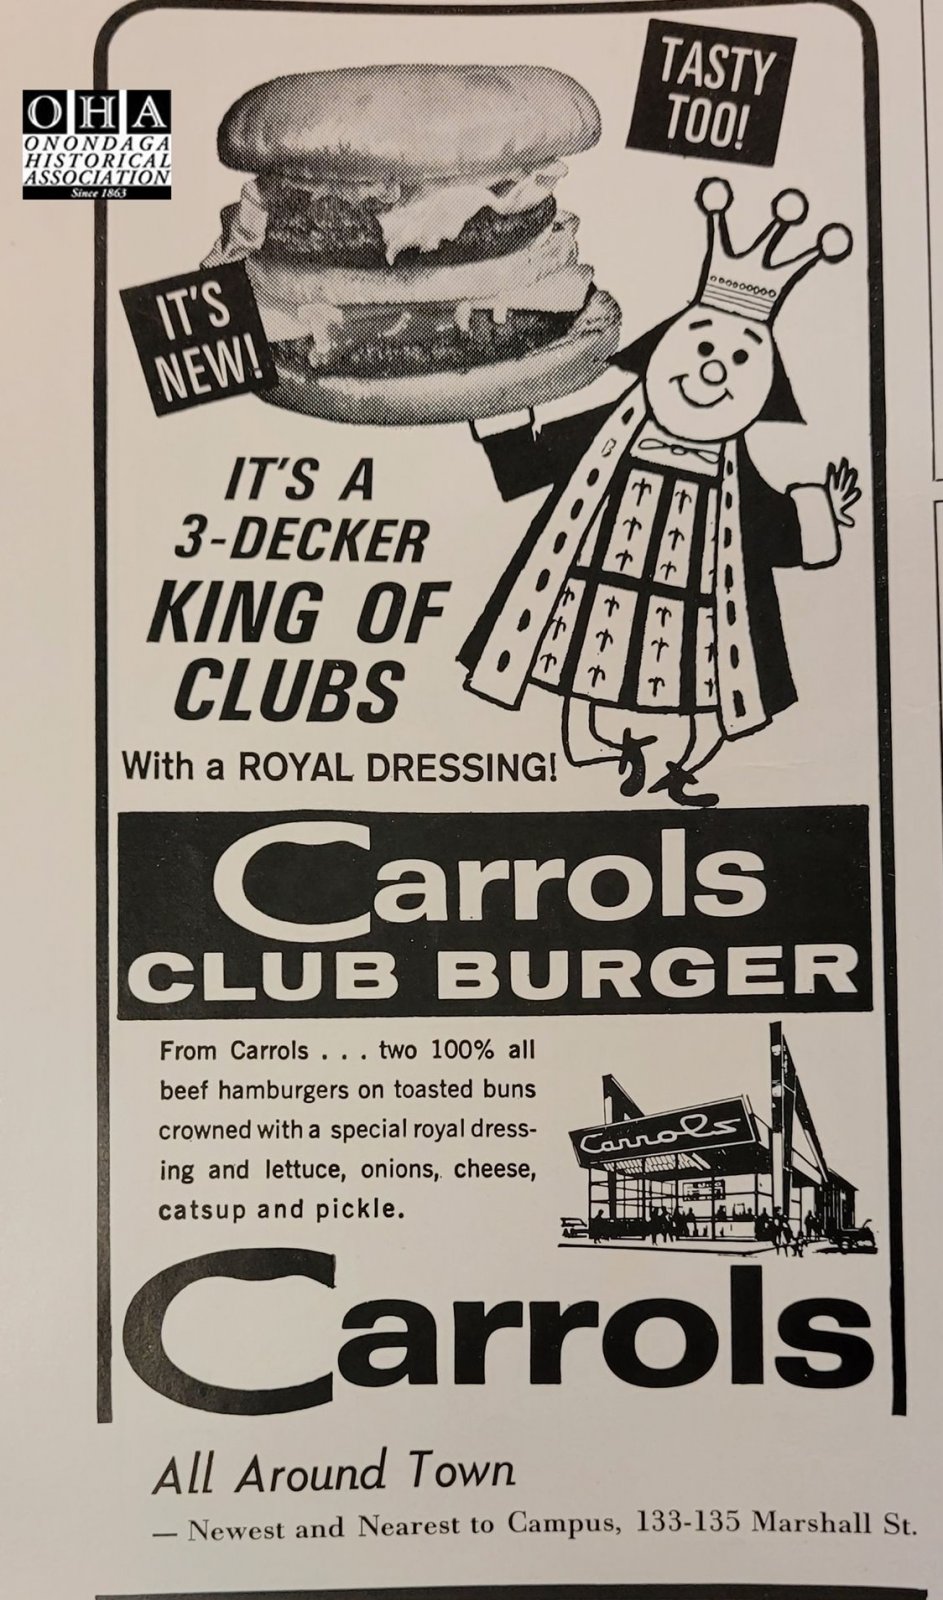 OHA
ONONDAGA
HISTORICAL
ASSOCIATION
Since 1863
TASTY
TOO!
IT'S
NEW!
IT'S A
3-DECKER
KING OF
CLUBS
With a ROYAL DRESSING!
Carrols
CLUB BURGER
From Carrols . . . two 100% all
beef hamburgers on toasted buns
crowned with a special royal dress-
ing and lettuce, onions, cheese,
catsup and pickle.
Carrols
Carrols
All Around Town
— Newest and Nearest to Campus, 133-135 Marshall St.